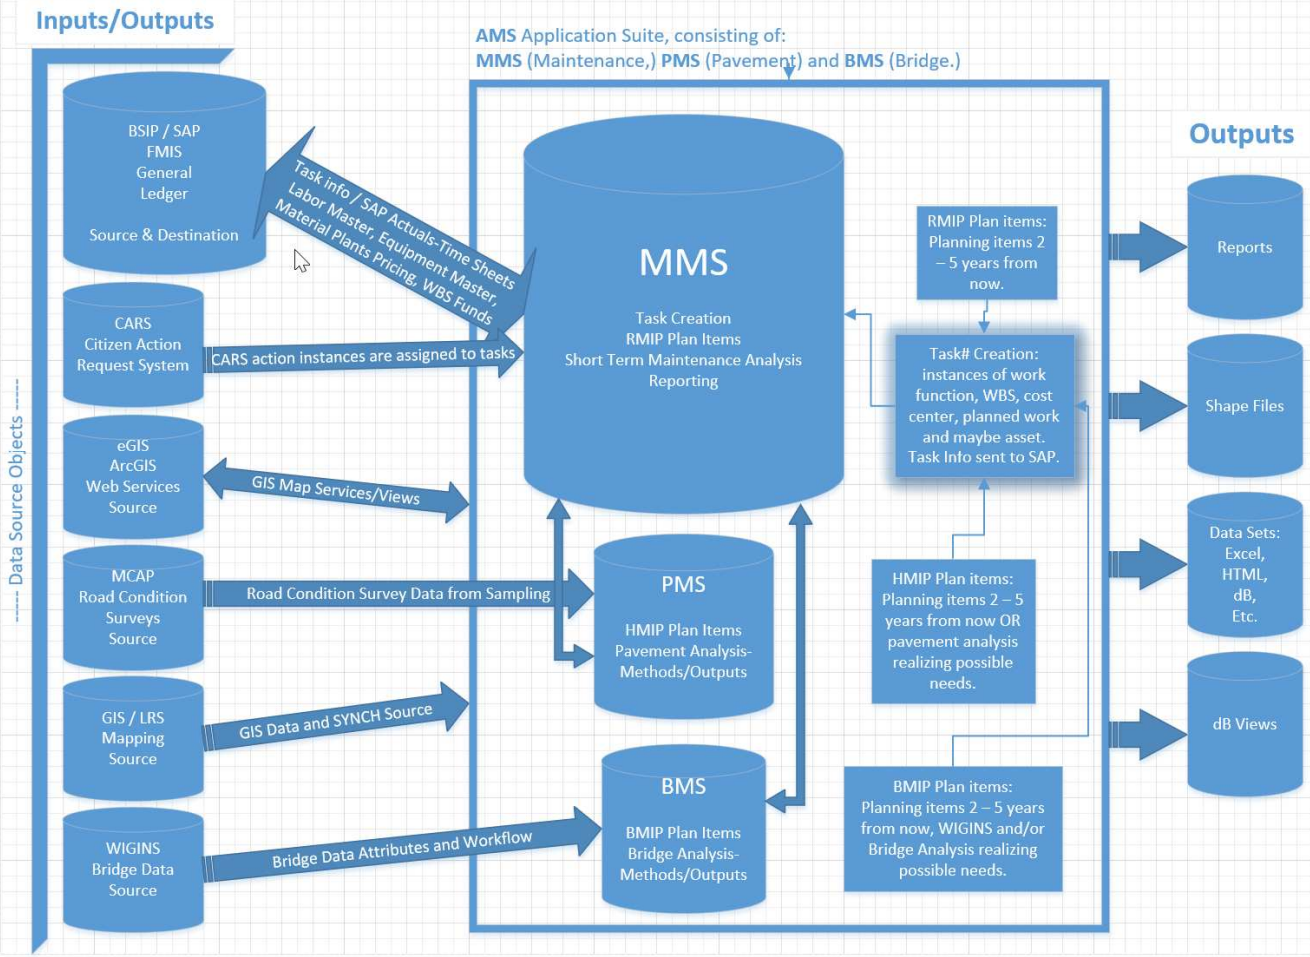 Inputs/Outputs
AMS Application Suite, consisting of:
MMS (Maintenance,) PMS (Pavement) and BMS (Bridge.)
----- Data Source Objects -----
BSIP / SAP
FMIS
General
Ledger
Source & Destination
Task info / SAP Actuals-Time Sheets
Labor Master, Equipment Master,
Material Plants Pricing, WBS Funds
CARS
Citizen Action
Request System
CARS action instances are assigned to tasks
eGIS
ArcGIS
Web Services
Source
GIS Map Services/Views
MCAP
Road Condition
Surveys
Source
Road Condition Survey Data from Sampling
GIS / LRS
Mapping
Source
GIS Data and SYNCH Source
WIGINS
Bridge Data
Source
Bridge Data Attributes and Workflow
MMS
Task Creation
RMIP Plan Items
Short Term Maintenance Analysis
Reporting
PMS
HMIP Plan Items
Pavement Analysis-
Methods/Outputs
BMS
BMIP Plan Items
Bridge Analysis-
Methods/Outputs
RMIP Plan items:
Planning items 2
– 5 years from
now.
Task# Creation:
instances of work
function, WBS, cost
center, planned work
and maybe asset.
Task Info sent to SAP.
HMIP Plan items:
Planning items 2 – 5
years from now OR
pavement analysis
realizing possible
needs.
BMIP Plan items:
Planning items 2 – 5 years
from now, WIGINS and/or
Bridge Analysis realizing
possible needs.
Outputs
Reports
Shape Files
Data Sets:
Excel,
HTML,
dB,
Etc.
dB Views